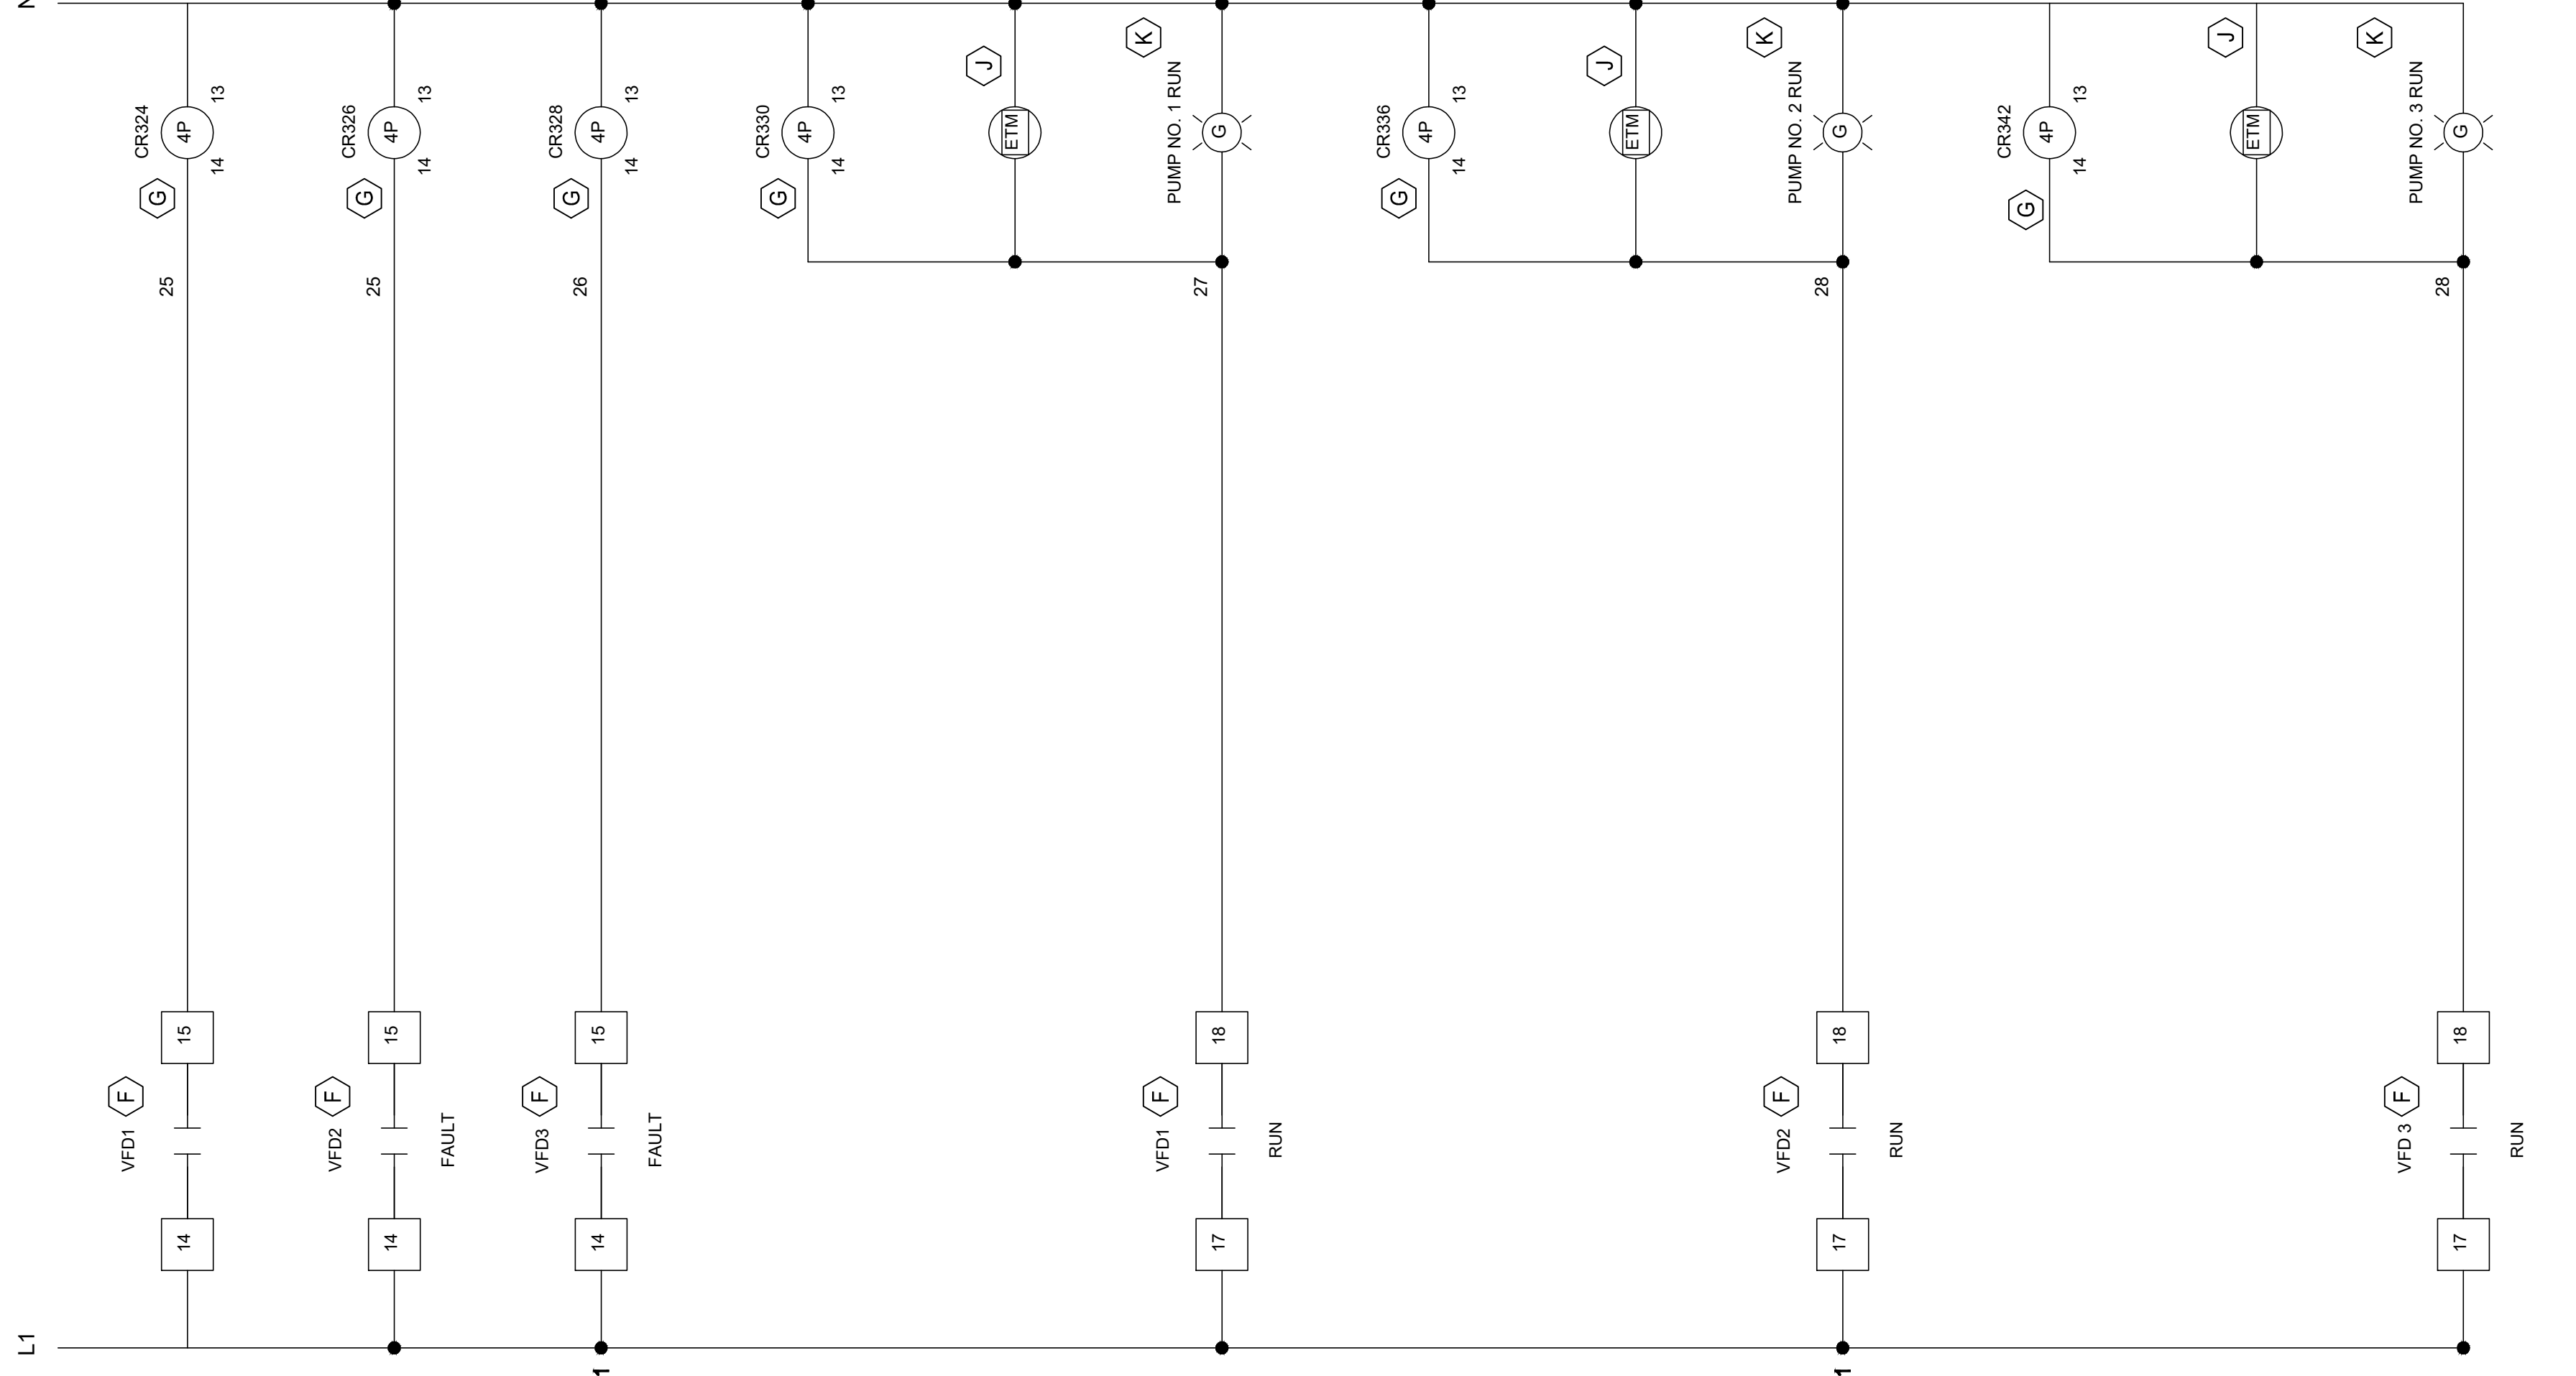 L1 N
VFD1 F CR324
25 G
14 15 4P
14 13
VFD2 F CR326
25 G
14 15 4P
FAULT 14 13
VFD3 F CR328
26 G
14 15 4P
FAULT 14 13
CR330
G
4P
14 13
J
ETM
K
VFD1 F PUMP NO. 1 RUN
27
17 18 G
RUN
CR336
G
4P
14 13
J
ETM
K
VFD2 F PUMP NO. 2 RUN
28
17 18 G
RUN
CR342
G
4P
14 13
J
ETM
K
VFD 3 F PUMP NO. 3 RUN
28
17 18 G
RUN